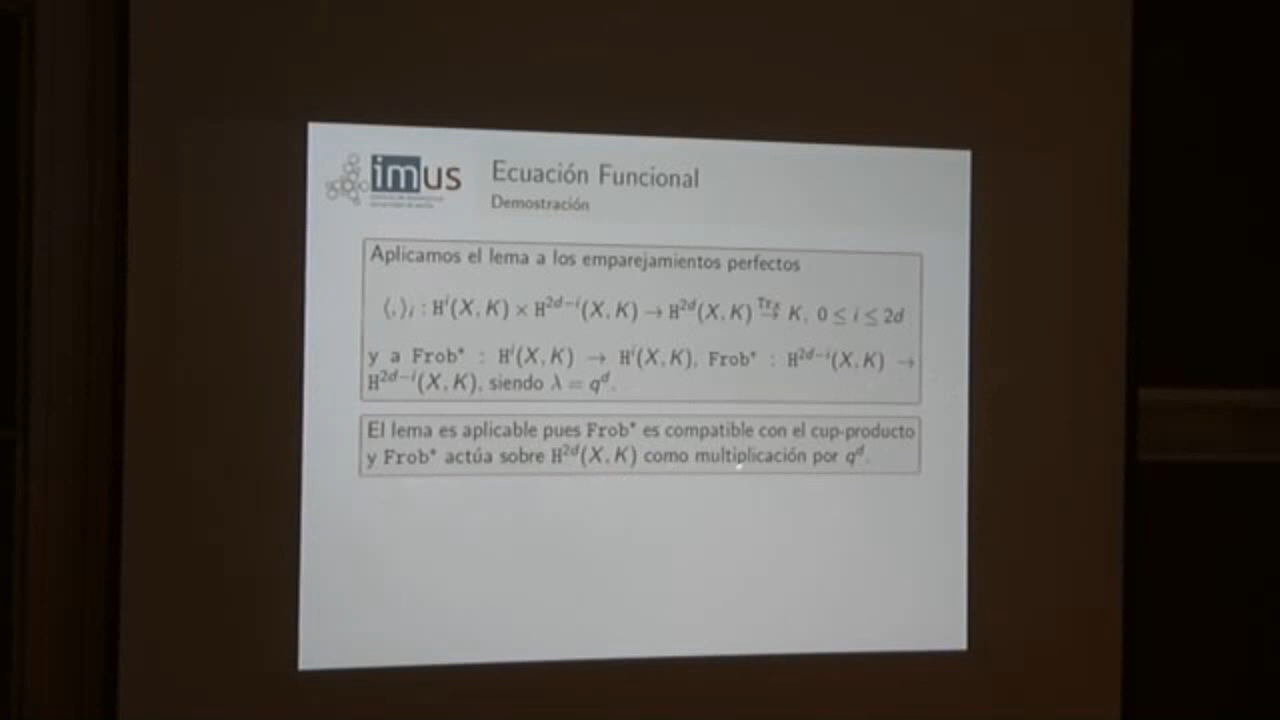 imus
Ecuación Funcional
Demostración
Aplicamos el lema a los emparejamientos perfectos
⟨,⟩ᵢ : Hⁱ(X, K) × H²ᵈ⁻ⁱ(X, K) → H²ᵈ(X, K) →(Trₓ) K, 0 ≤ i ≤ 2d
y a Frob* : Hⁱ(X, K) → Hⁱ(X, K), Frob* : H²ᵈ⁻ⁱ(X, K) →
H²ᵈ⁻ⁱ(X, K), siendo λ = qᵈ.
El lema es aplicable pues Frob* es compatible con el cup-producto
y Frob* actúa sobre H²ᵈ(X, K) como multiplicación por qᵈ.